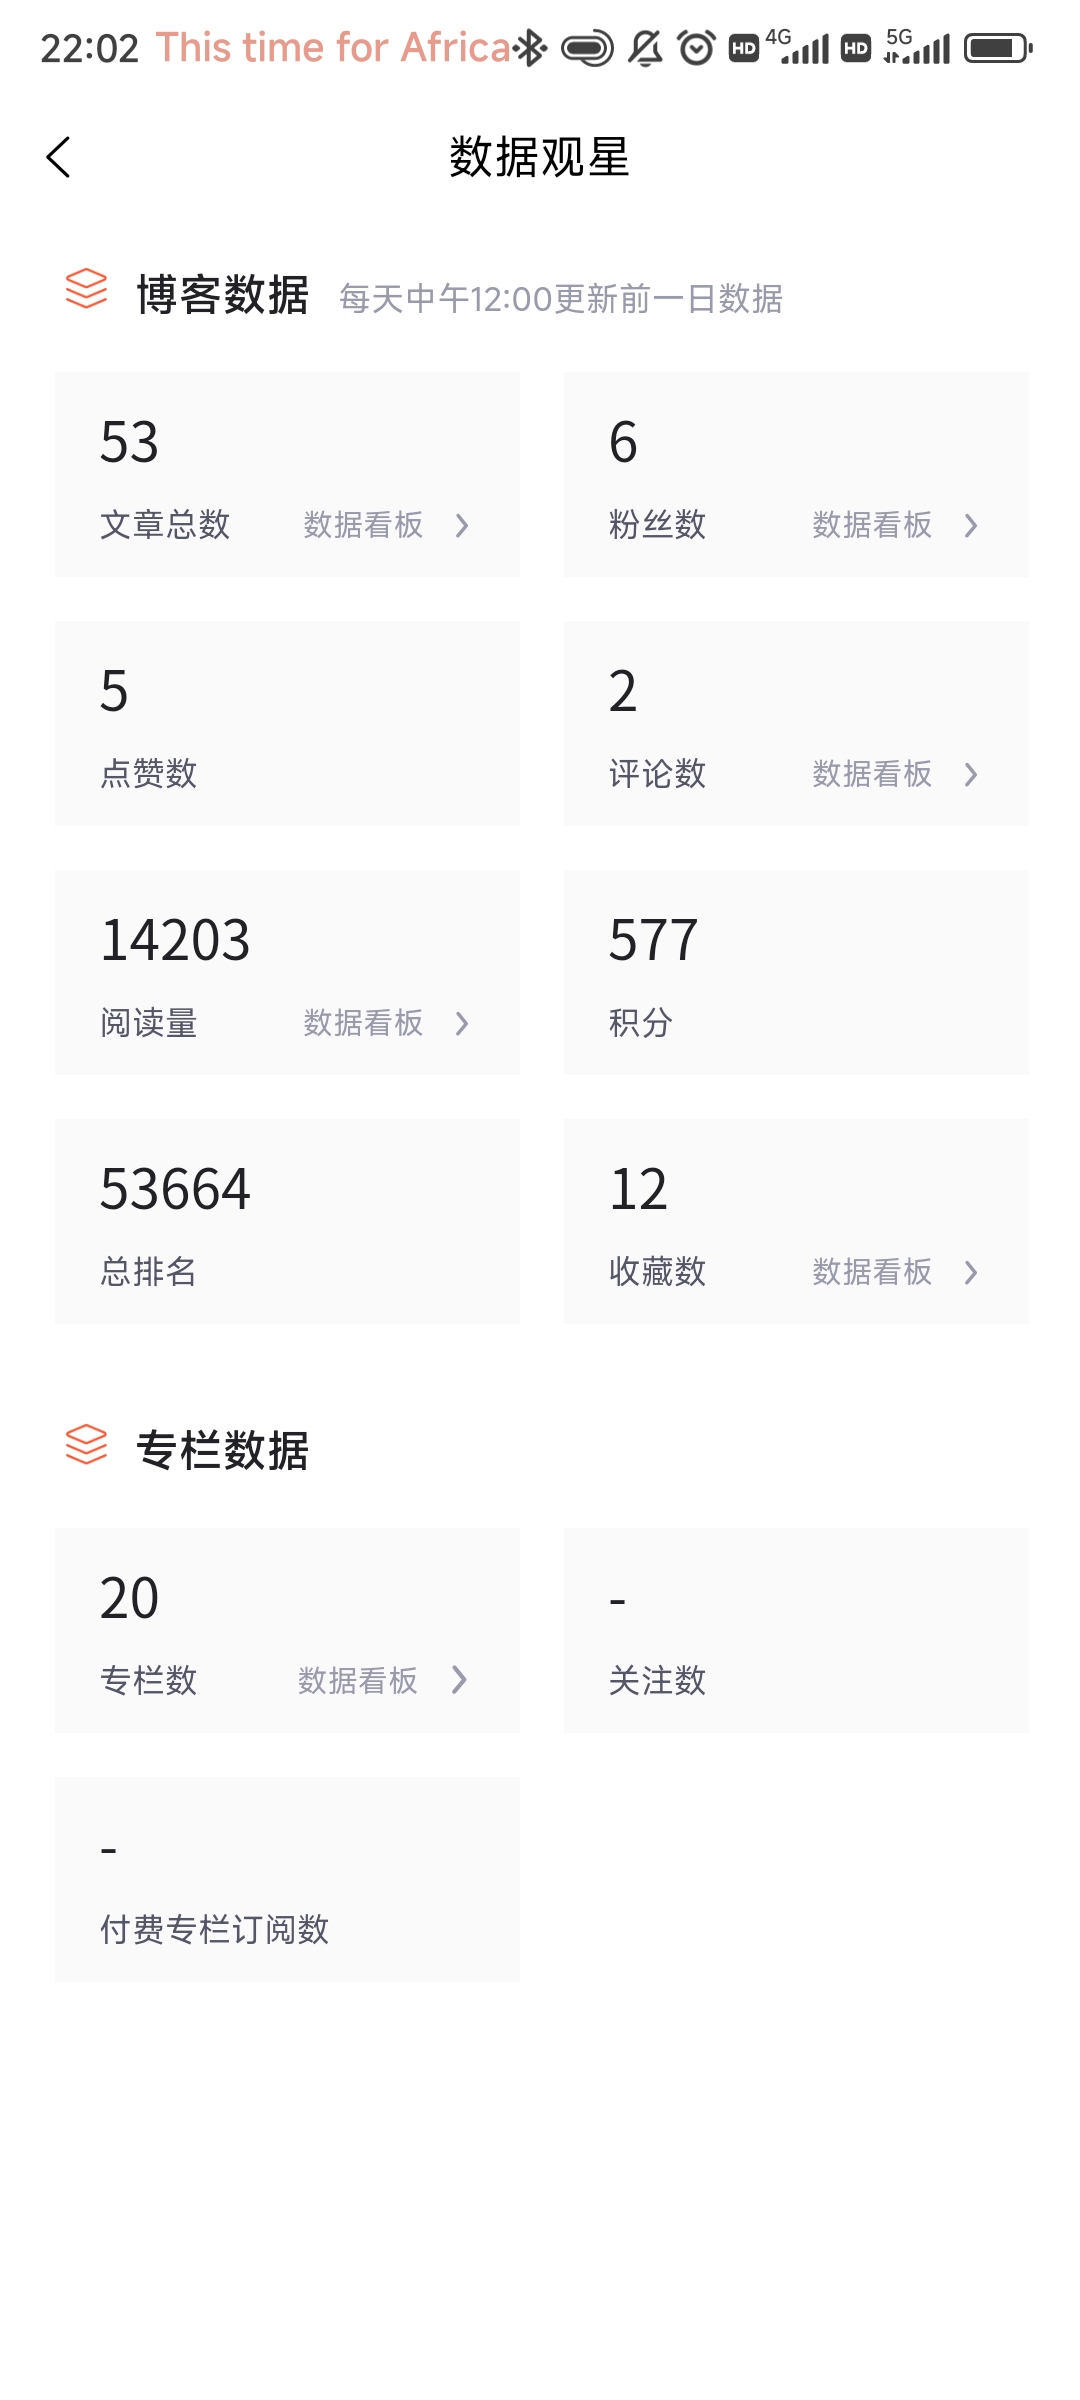 22:02 This time for Africa HD 4G HD 5G
数据观星
博客数据 每天中午12:00更新前一日数据
53 6
文章总数 数据看板 粉丝数 数据看板
5 2
点赞数 评论数 数据看板
14203 577
阅读量 数据看板 积分
53664 12
总排名 收藏数 数据看板
专栏数据
20 -
专栏数 数据看板 关注数
-
付费专栏订阅数